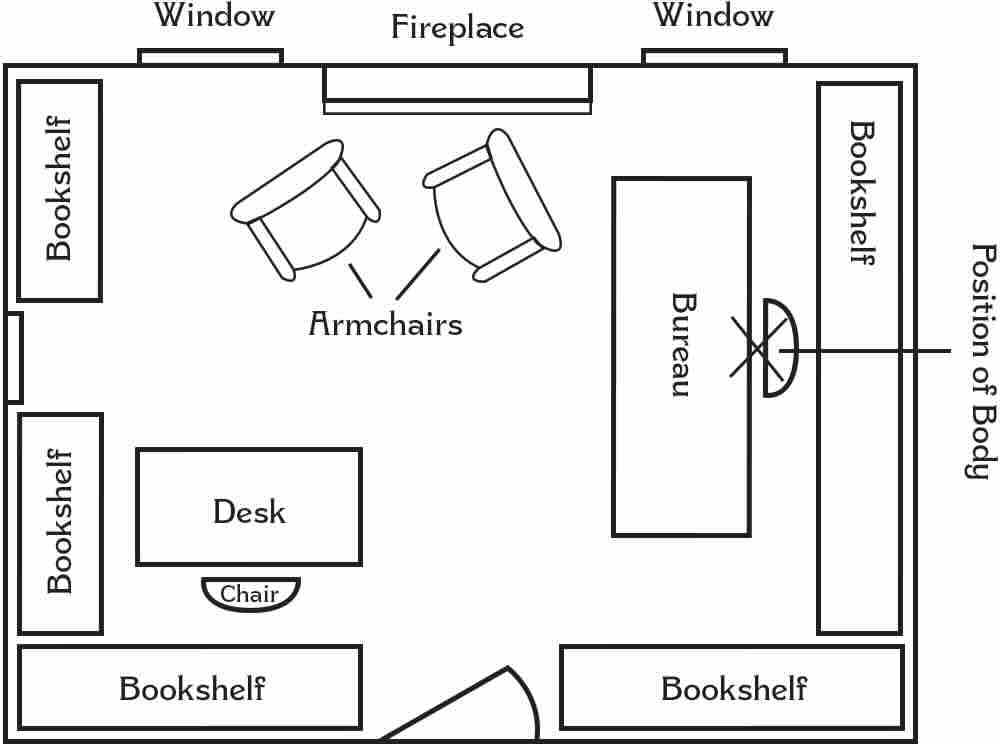 Window
Fireplace
Window
Bookshelf
Bookshelf
Armchairs
Bureau
Position of Body
Bookshelf
Desk
Chair
Bookshelf
Bookshelf